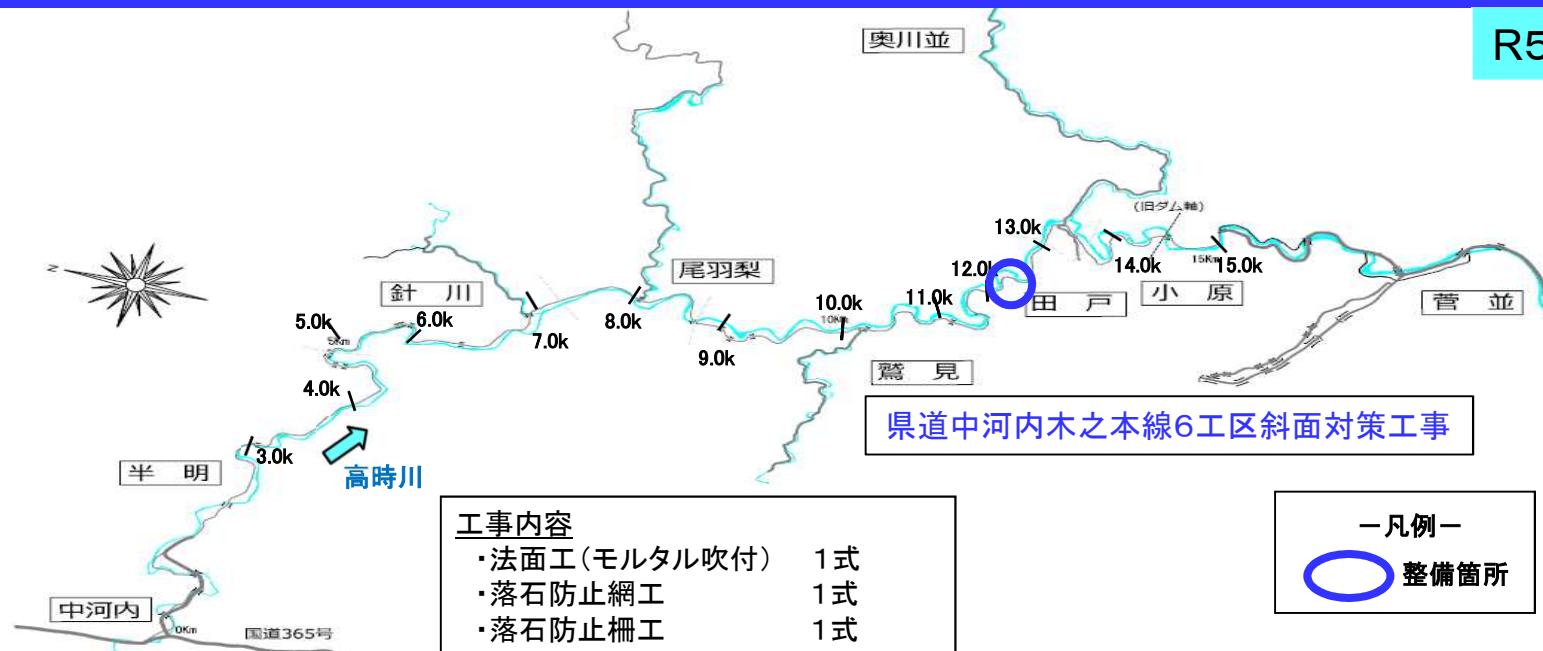 R5
奥川並
(旧ダム軸)
13.0k
尾羽梨
12.0k
針 川
田 戸
14.0k
15Km
15.0k
小 原
菅 並
N
5.0k
5Km
6.0k
7.0k
8.0k
9.0k
10.0k
10Km
11.0k
鷲 見
4.0k
県道中河内木之本線6工区斜面対策工事
3.0k
半 明
高時川
工事内容
・法面工(モルタル吹付) 1式
・落石防止網工 1式
・落石防止柵工 1式
-凡例-
整備箇所
中河内
0Km
国道365号